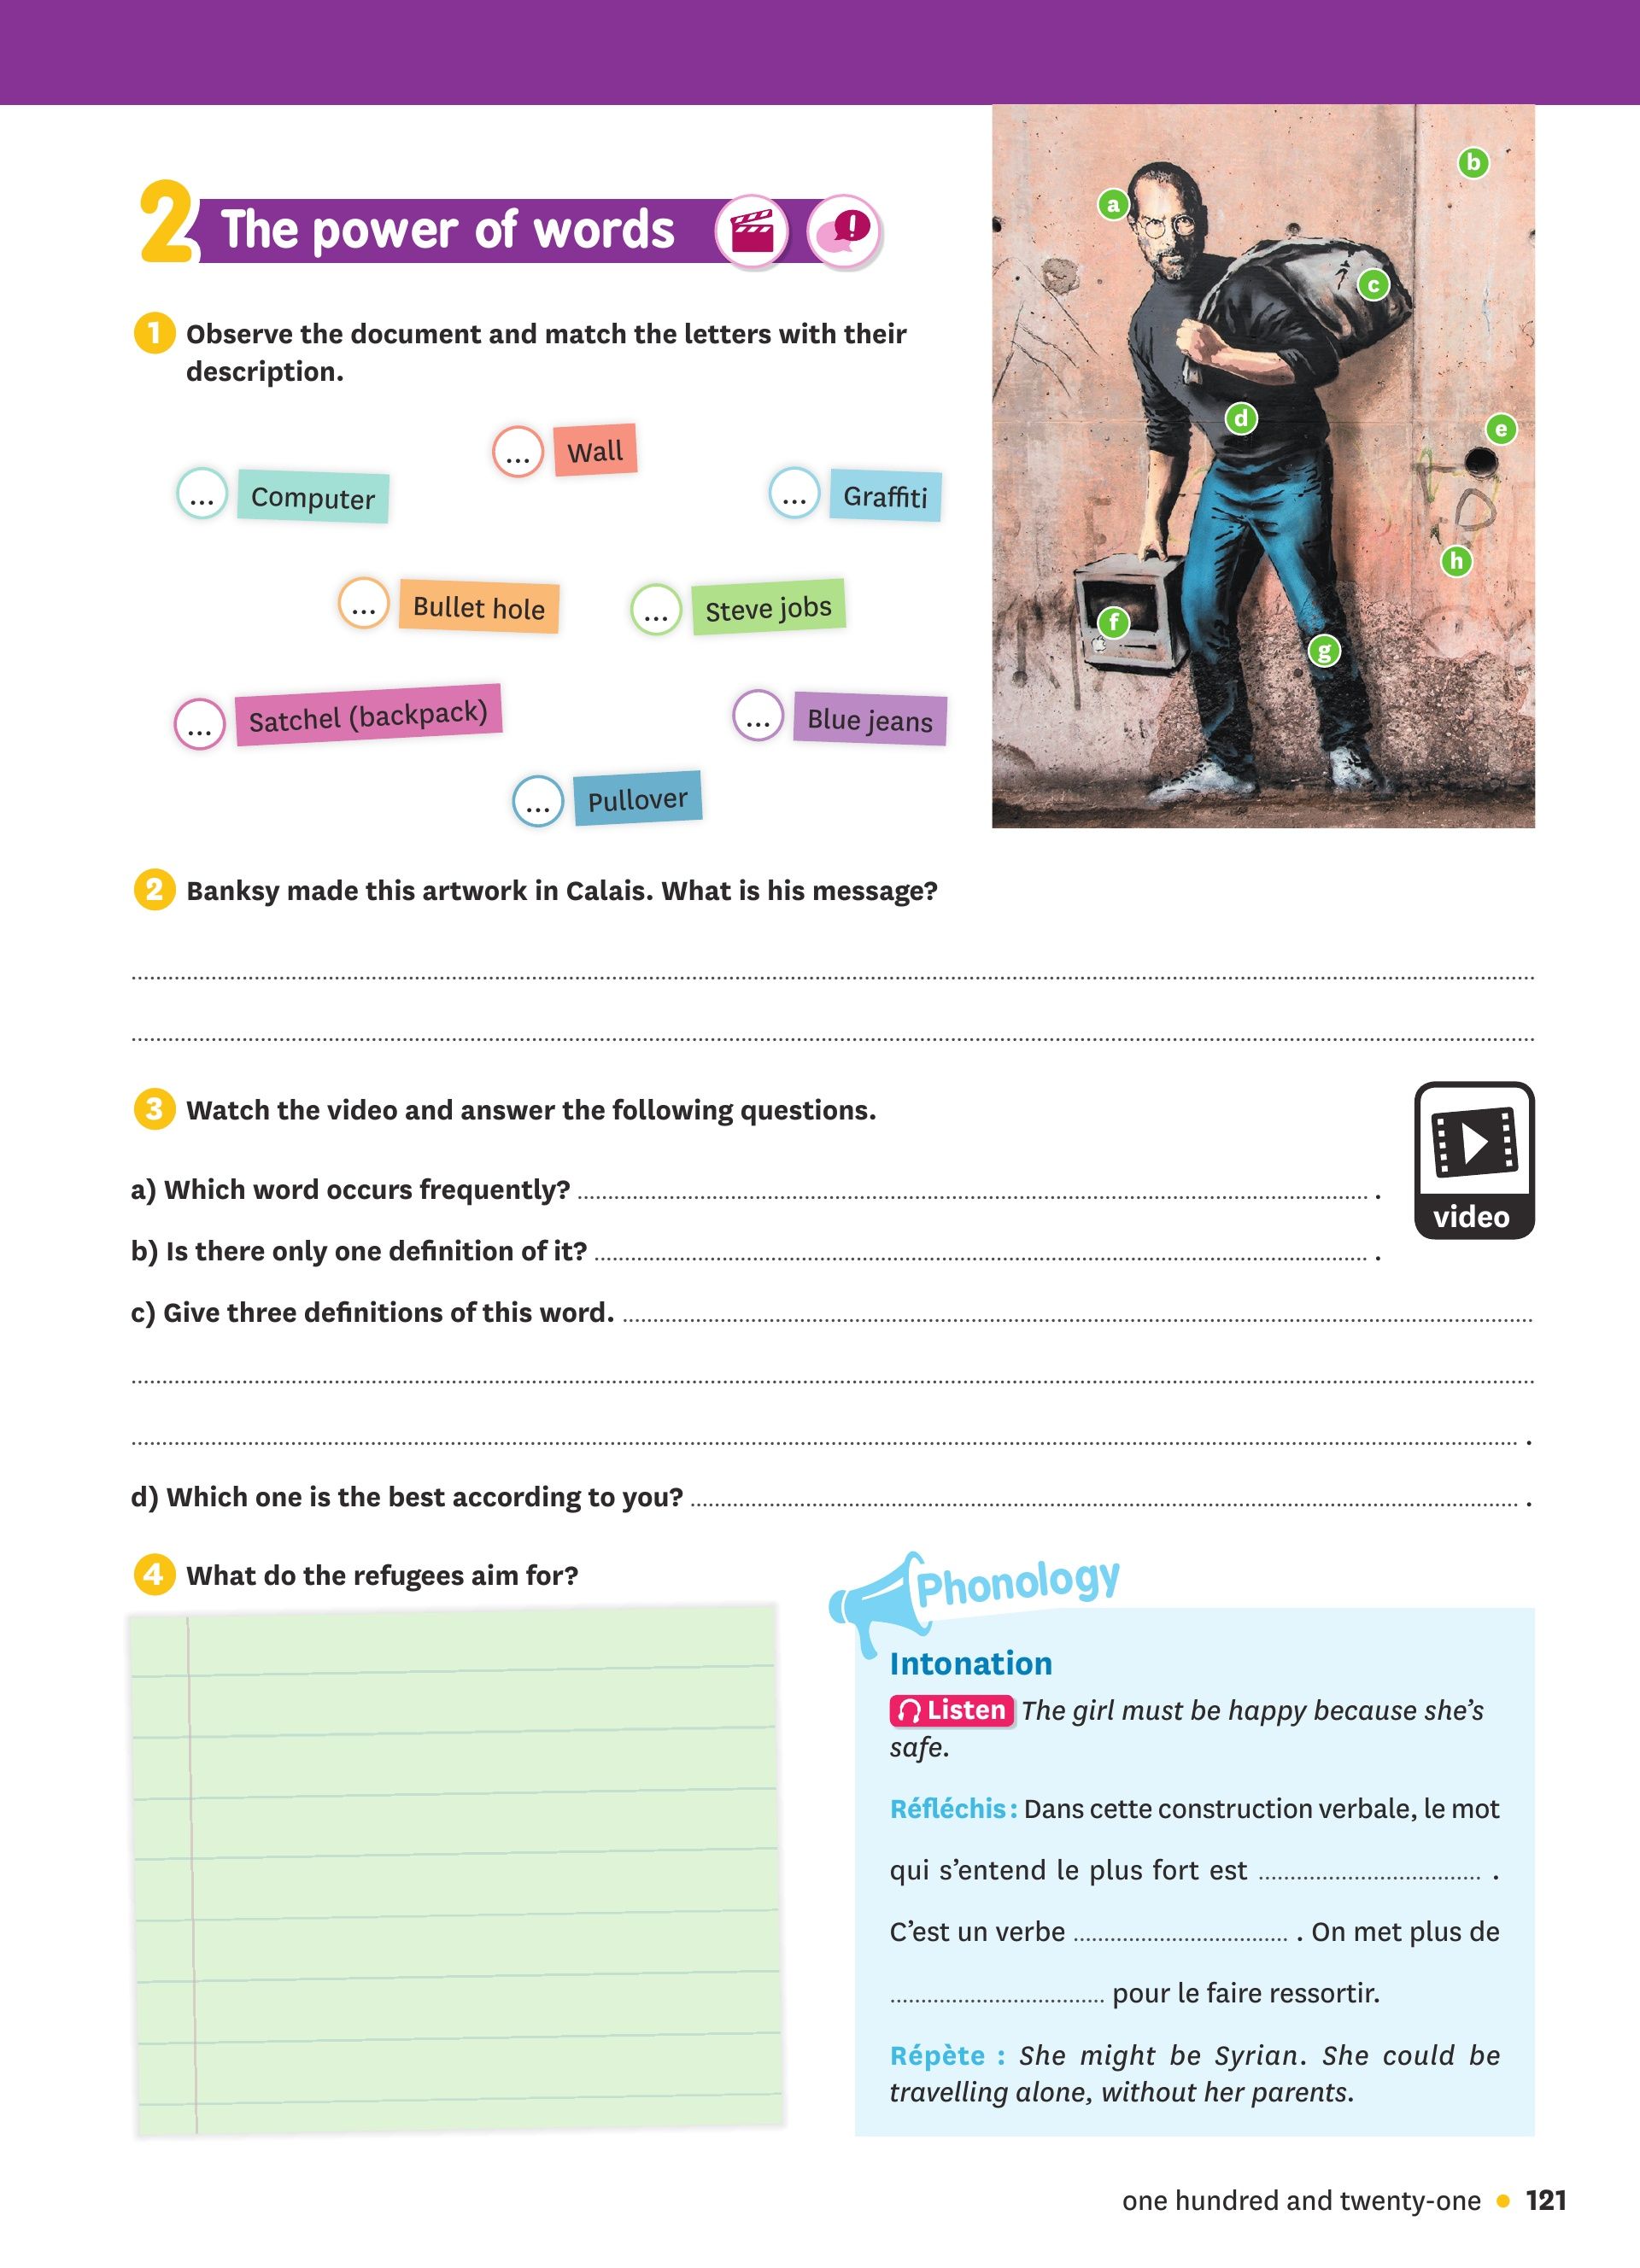 2 The power of words
1 Observe the document and match the letters with their
description.
... Wall
... Computer
... Graffiti
... Bullet hole
... Steve jobs
... Satchel (backpack)
... Blue jeans
... Pullover
a
b
c
d
e
f
g
h
2 Banksy made this artwork in Calais. What is his message?
3 Watch the video and answer the following questions.
video
a) Which word occurs frequently? .
b) Is there only one definition of it? .
c) Give three definitions of this word.
.
d) Which one is the best according to you? .
4 What do the refugees aim for?
Phonology
Intonation
Listen The girl must be happy because she's
safe.
Réfléchis : Dans cette construction verbale, le mot
qui s'entend le plus fort est .
C'est un verbe . On met plus de
pour le faire ressortir.
Répète : She might be Syrian. She could be
travelling alone, without her parents.
one hundred and twenty-one • 121